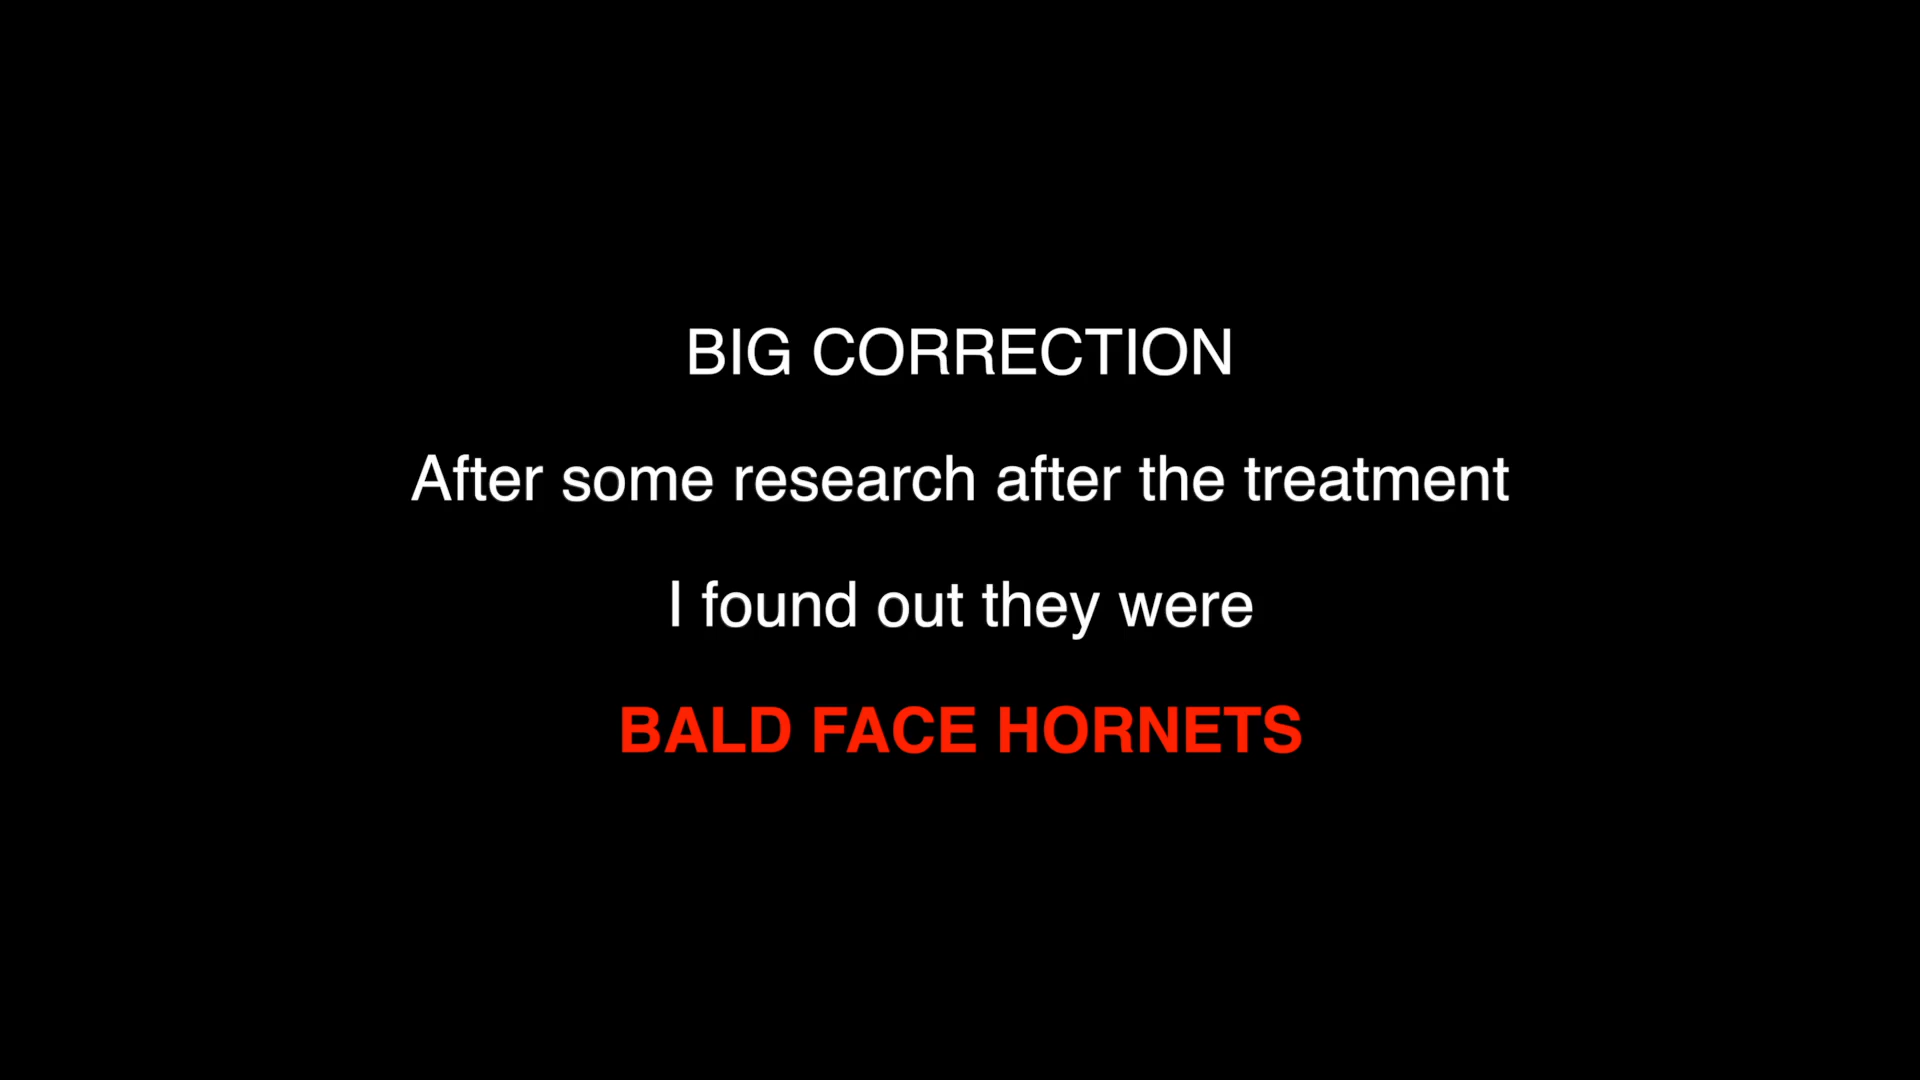 BIG CORRECTION
After some research after the treatment
I found out they were
BALD FACE HORNETS